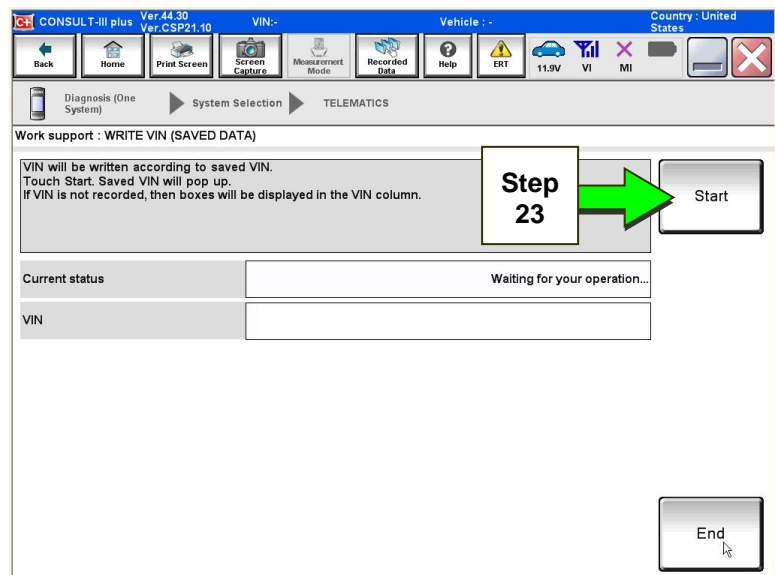 CONSULT-III plus Ver.44.30 VIN:- Vehicle : - Country : United
Ver.CSP21.10 States
Back Home Print Screen Screen Capture Measurement Mode Recorded Data Help ERT 11.9V VI MI
Diagnosis (One System) System Selection TELEMATICS
Work support : WRITE VIN (SAVED DATA)
VIN will be written according to saved VIN.
Touch Start. Saved VIN will pop up.
If VIN is not recorded, then boxes will be displayed in the VIN column.
Step
23
Start
Current status Waiting for your operation...
VIN
End